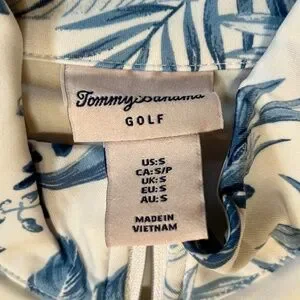 Tommy Bahama
GOLF
US:S
CA:S/P
UK:S
EU:S
AU:S
MADE IN
VIETNAM